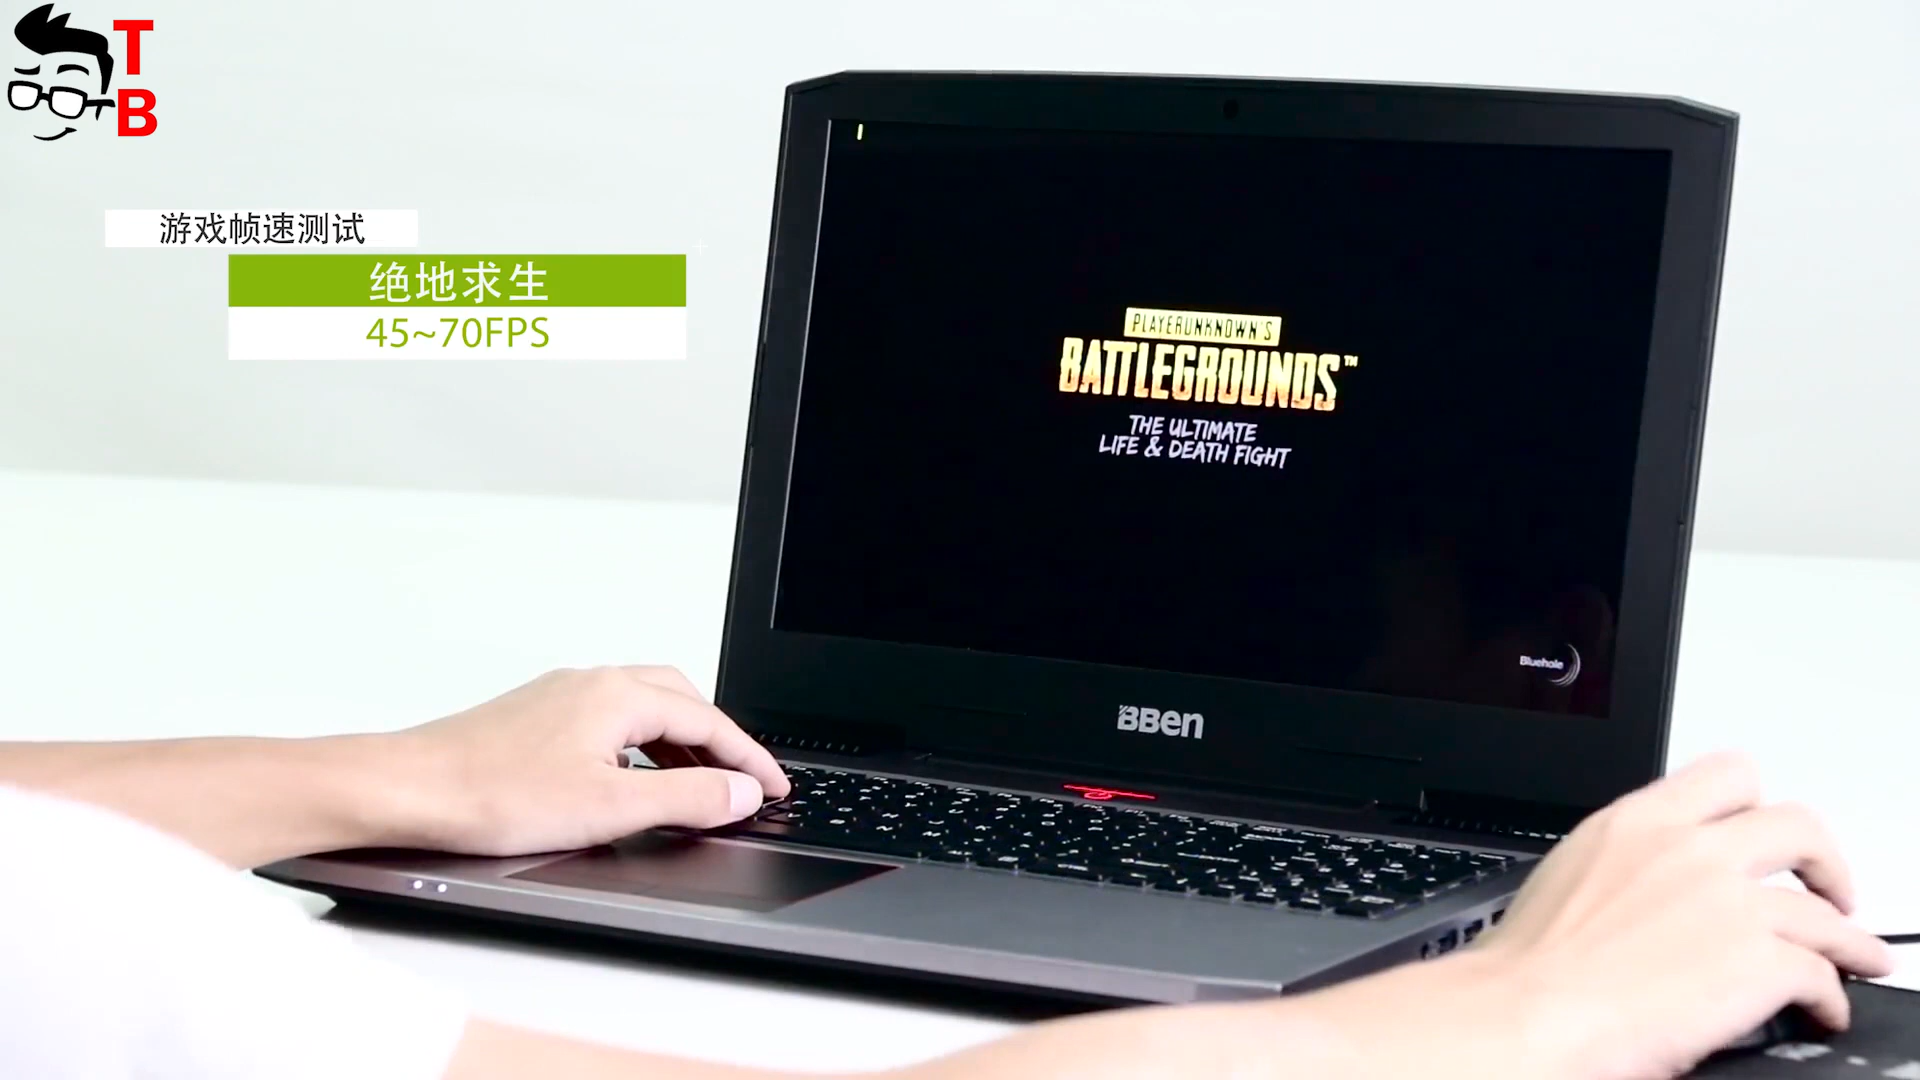 T
B
游戏帧速测试
绝地求生
45~70FPS
PLAYERUNKNOWN'S
BATTLEGROUNDS™
THE ULTIMATE
LIFE & DEATH FIGHT
Bluehole
BBen